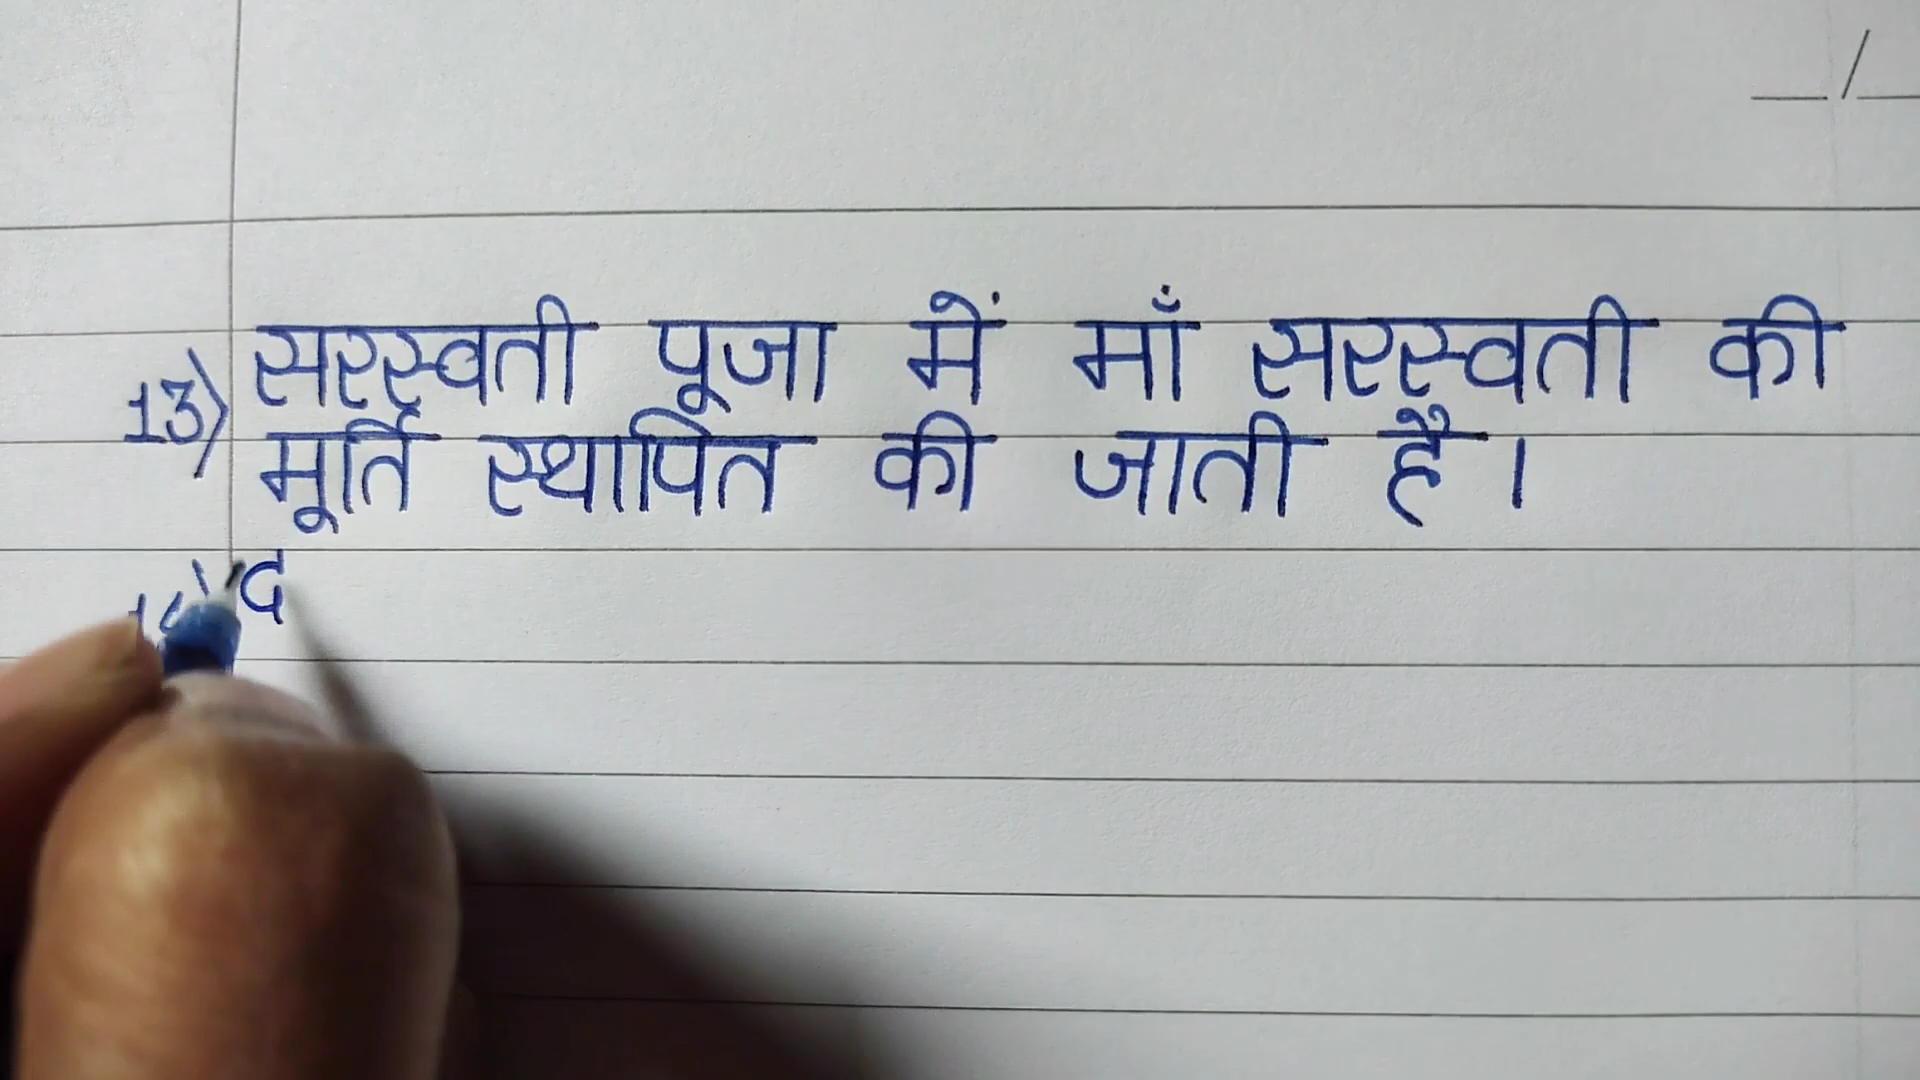 13) सरस्वती पूजा में माँ सरस्वती की
मूर्ति स्थापित की जाती है।
द